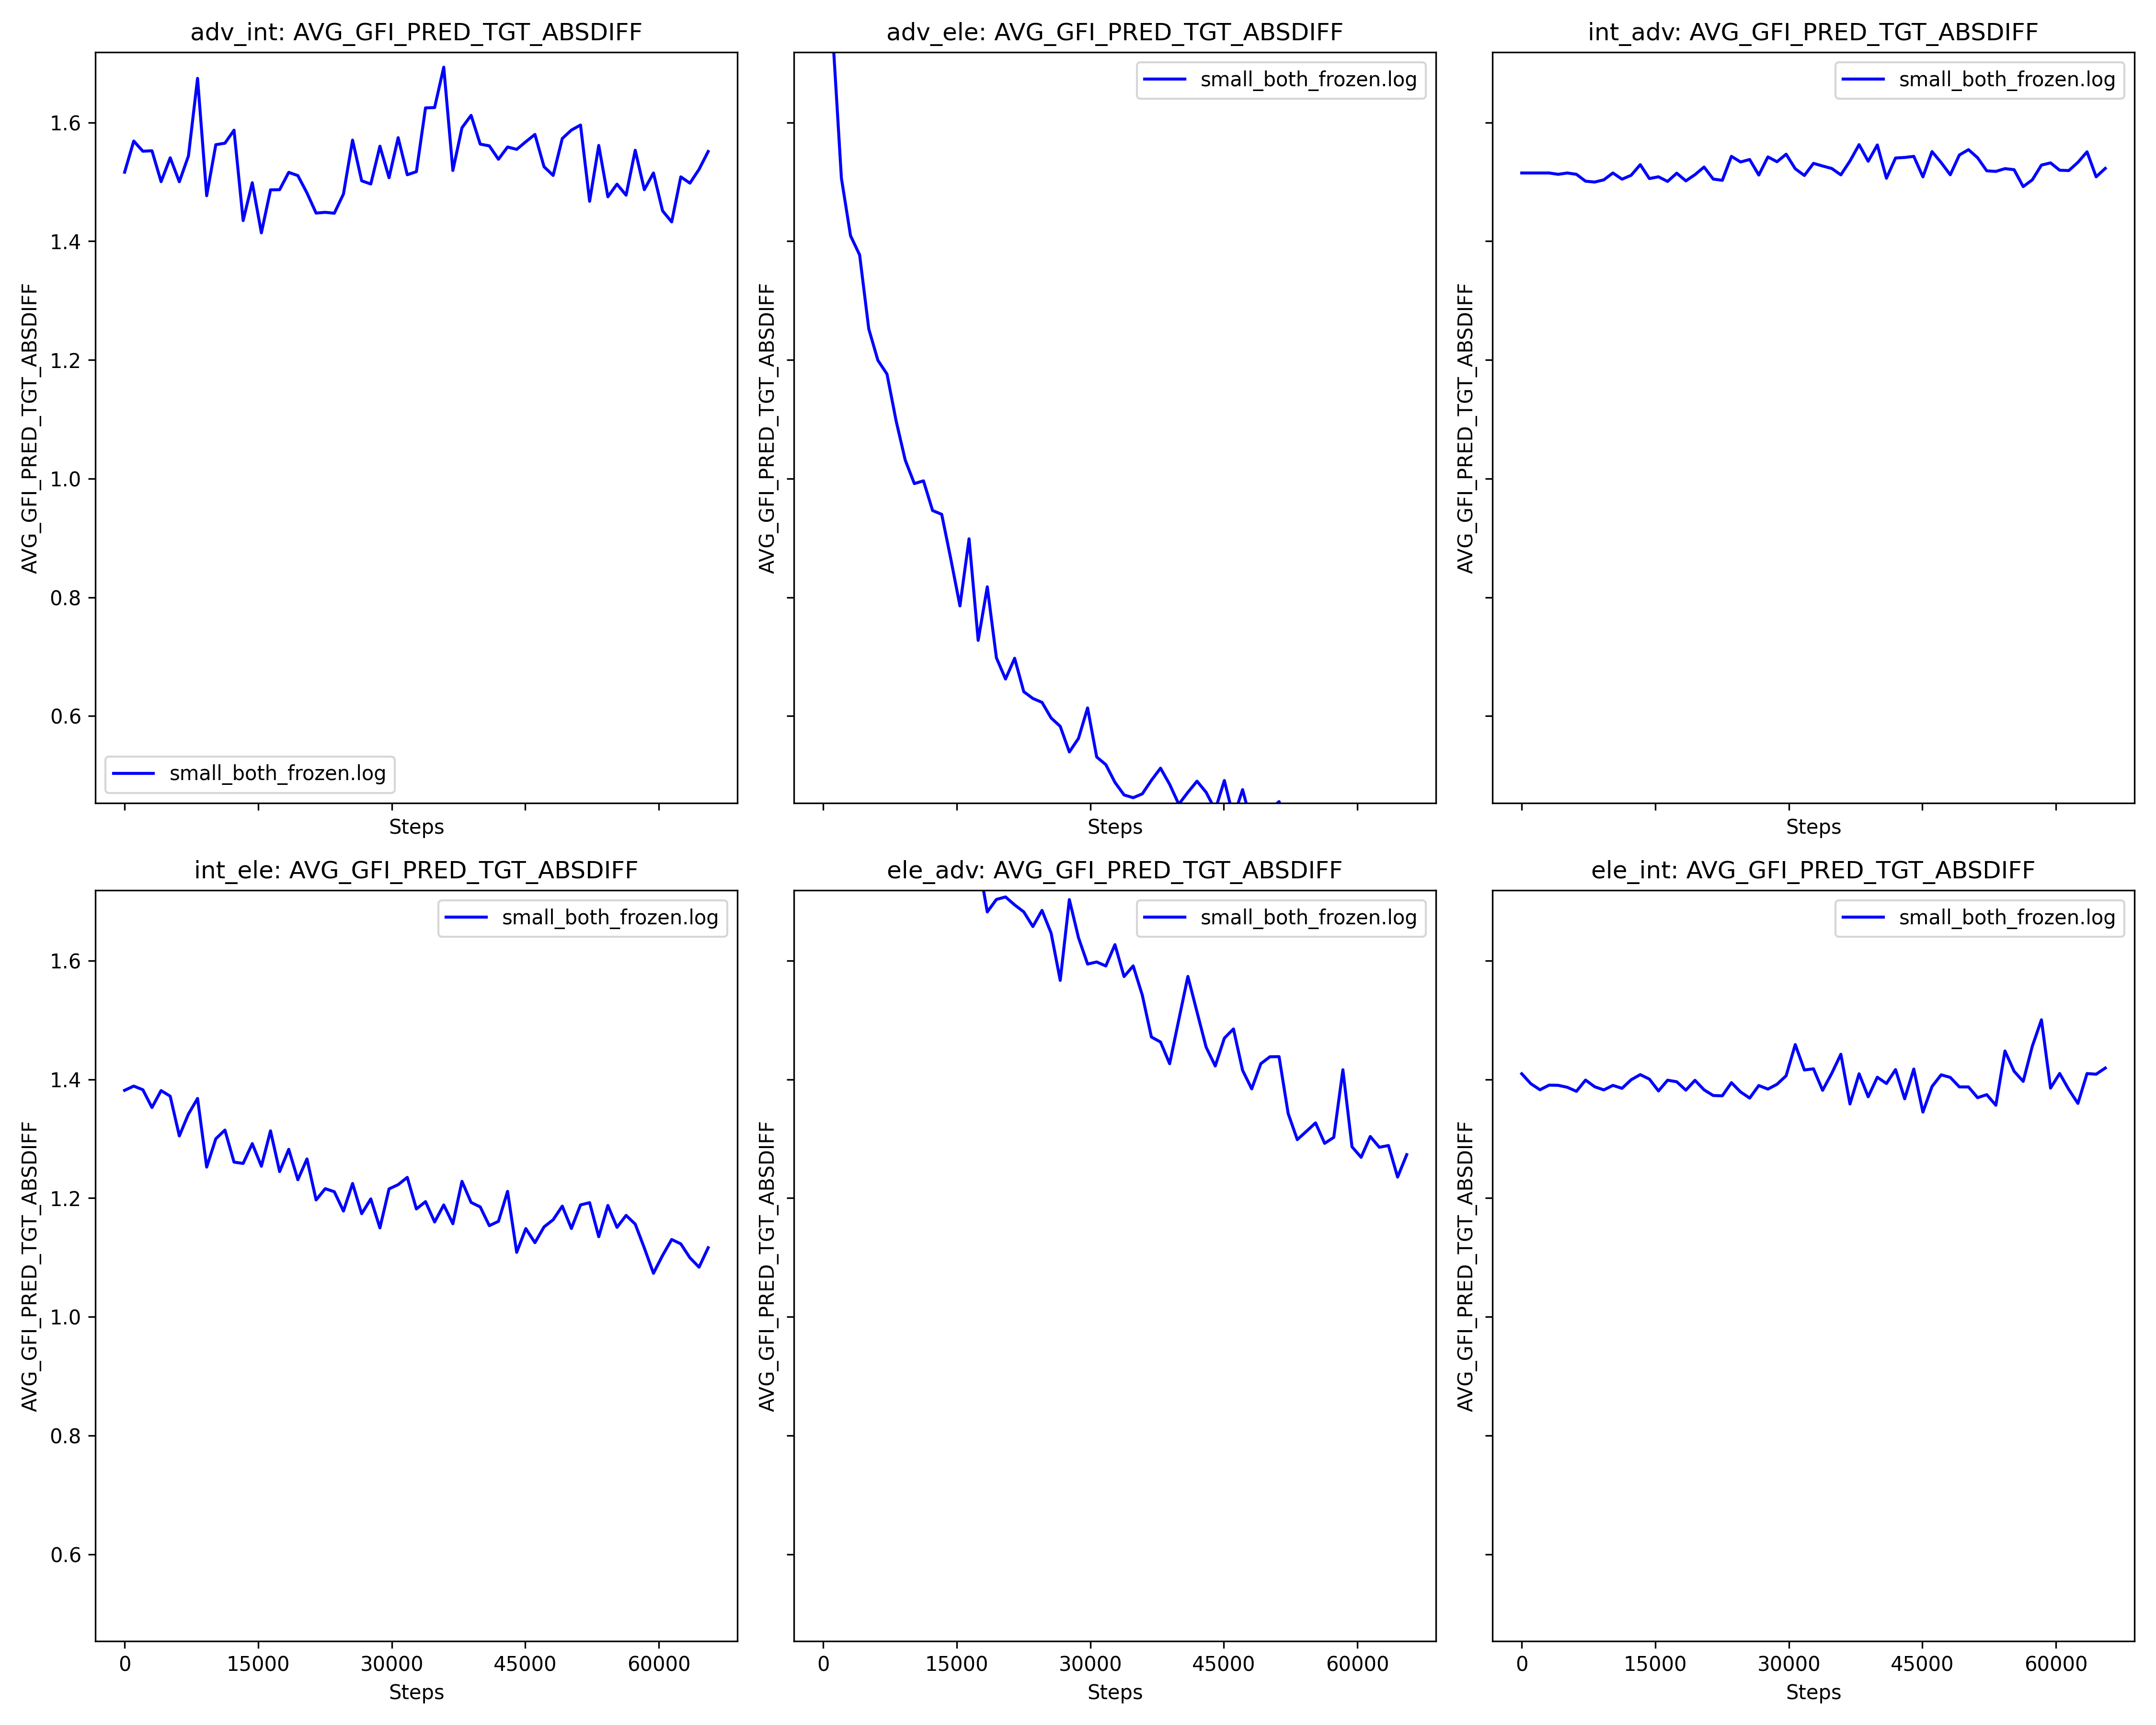 adv_int: AVG_GFI_PRED_TGT_ABSDIFF
AVG_GFI_PRED_TGT_ABSDIFF
1.6
1.4
1.2
1.0
0.8
0.6
small_both_frozen.log
Steps
adv_ele: AVG_GFI_PRED_TGT_ABSDIFF
AVG_GFI_PRED_TGT_ABSDIFF
small_both_frozen.log
Steps
int_adv: AVG_GFI_PRED_TGT_ABSDIFF
AVG_GFI_PRED_TGT_ABSDIFF
small_both_frozen.log
Steps
int_ele: AVG_GFI_PRED_TGT_ABSDIFF
AVG_GFI_PRED_TGT_ABSDIFF
small_both_frozen.log
1.6
1.4
1.2
1.0
0.8
0.6
0 15000 30000 45000 60000
Steps
ele_adv: AVG_GFI_PRED_TGT_ABSDIFF
AVG_GFI_PRED_TGT_ABSDIFF
small_both_frozen.log
0 15000 30000 45000 60000
Steps
ele_int: AVG_GFI_PRED_TGT_ABSDIFF
AVG_GFI_PRED_TGT_ABSDIFF
small_both_frozen.log
0 15000 30000 45000 60000
Steps